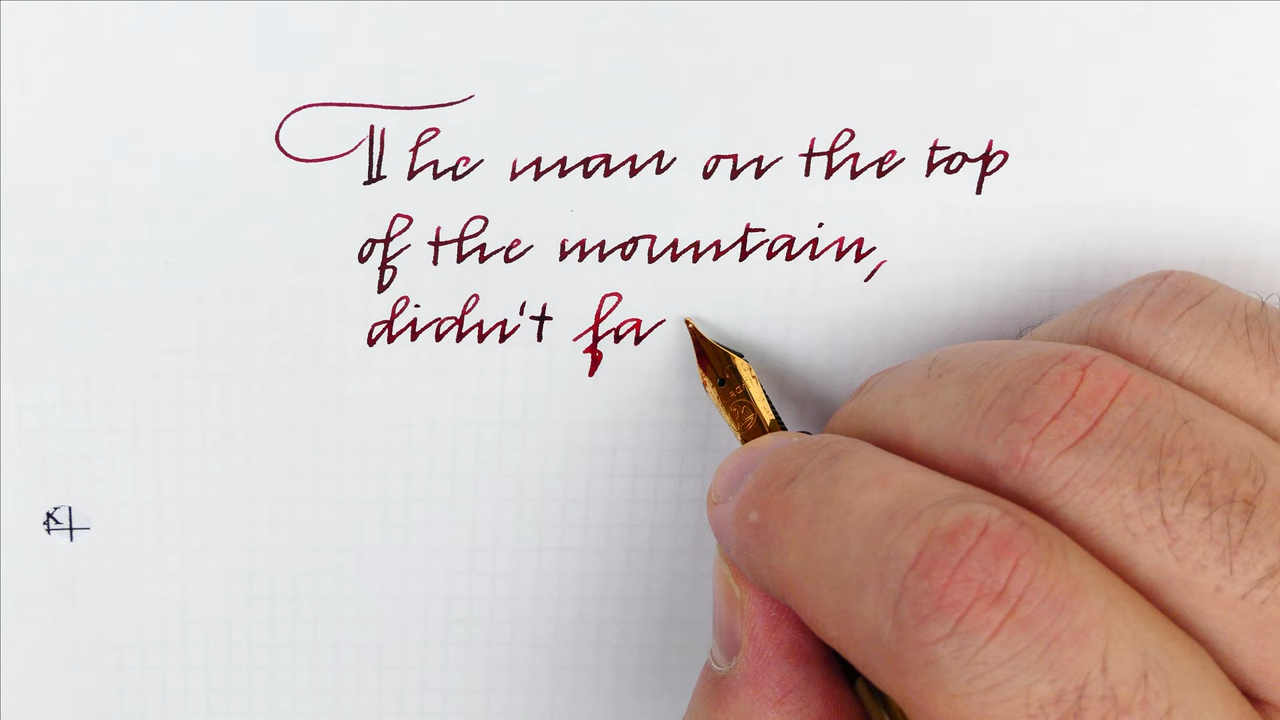 The man on the top
of the mountain,
didn't fa
K